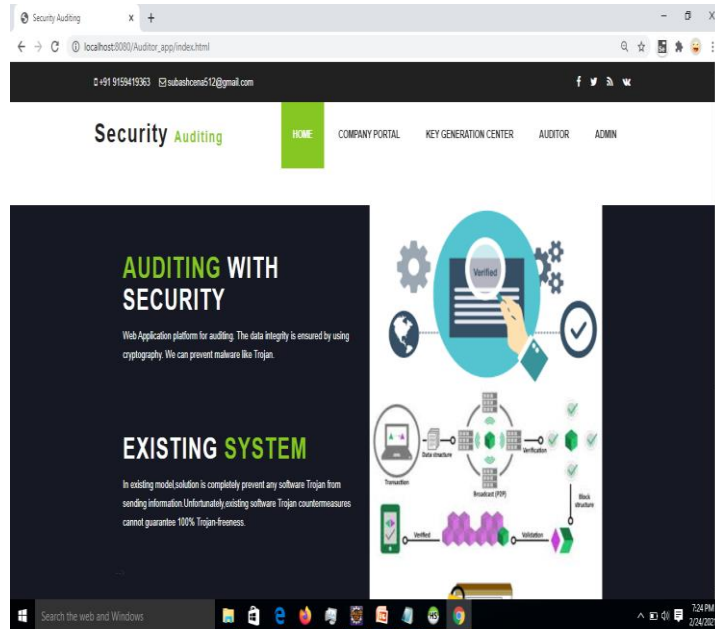 Security Auditing
localhost:8080/Auditor_app/index.html
+91 9159419363 subashcena512@gmail.com
Security Auditing
HOME COMPANY PORTAL KEY GENERATION CENTER AUDITOR ADMIN
AUDITING WITH
SECURITY
Web Application platform for auditing. The data integrity is ensured by using
cryptography. We can prevent malware like Trojan.
EXISTING SYSTEM
In existing model,solution is completely prevent any software Trojan from
sending information.Unfortunately,existing software Trojan countermeasures
cannot guarantee 100% Trojan-freeness.
Verified
Transaction
Data structure
Broadcast (P2P)
Verification
Block
structure
Verified
Validation
Search the web and Windows
7:24 PM